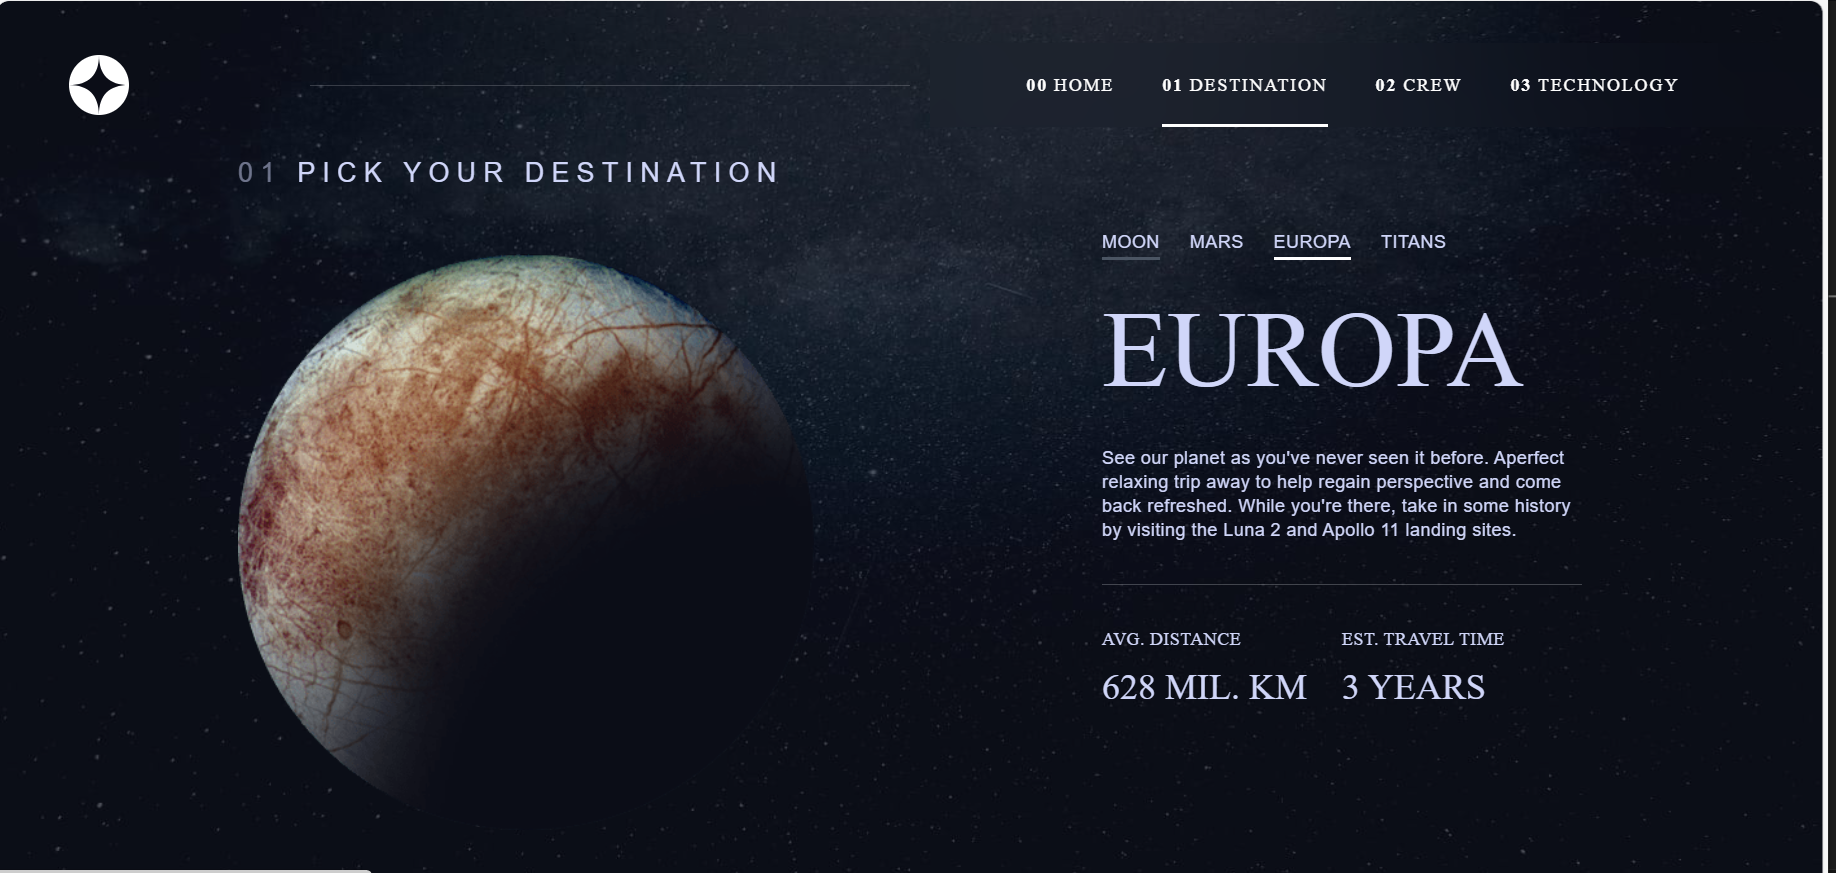 00 HOME 01 DESTINATION 02 CREW 03 TECHNOLOGY
01 PICK YOUR DESTINATION
MOON MARS EUROPA TITANS
EUROPA
See our planet as you've never seen it before. Aperfect
relaxing trip away to help regain perspective and come
back refreshed. While you're there, take in some history
by visiting the Luna 2 and Apollo 11 landing sites.
AVG. DISTANCE EST. TRAVEL TIME
628 MIL. KM 3 YEARS